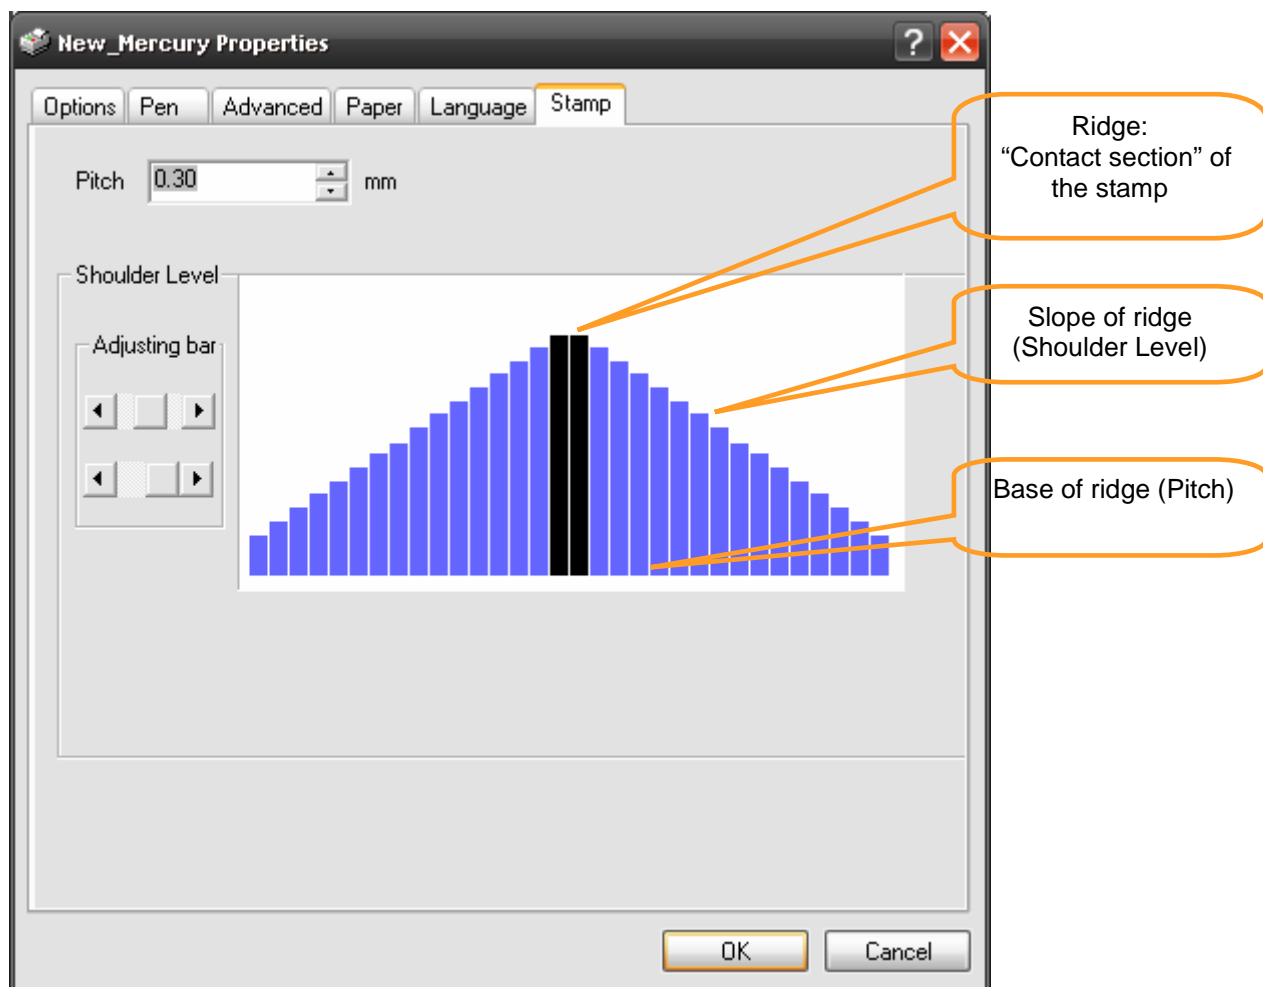 New_Mercury Properties
?
Options Pen Advanced Paper Language Stamp
Pitch 0.30 mm
Shoulder Level
Adjusting bar
Ridge:
“Contact section” of
the stamp
Slope of ridge
(Shoulder Level)
Base of ridge (Pitch)
OK Cancel